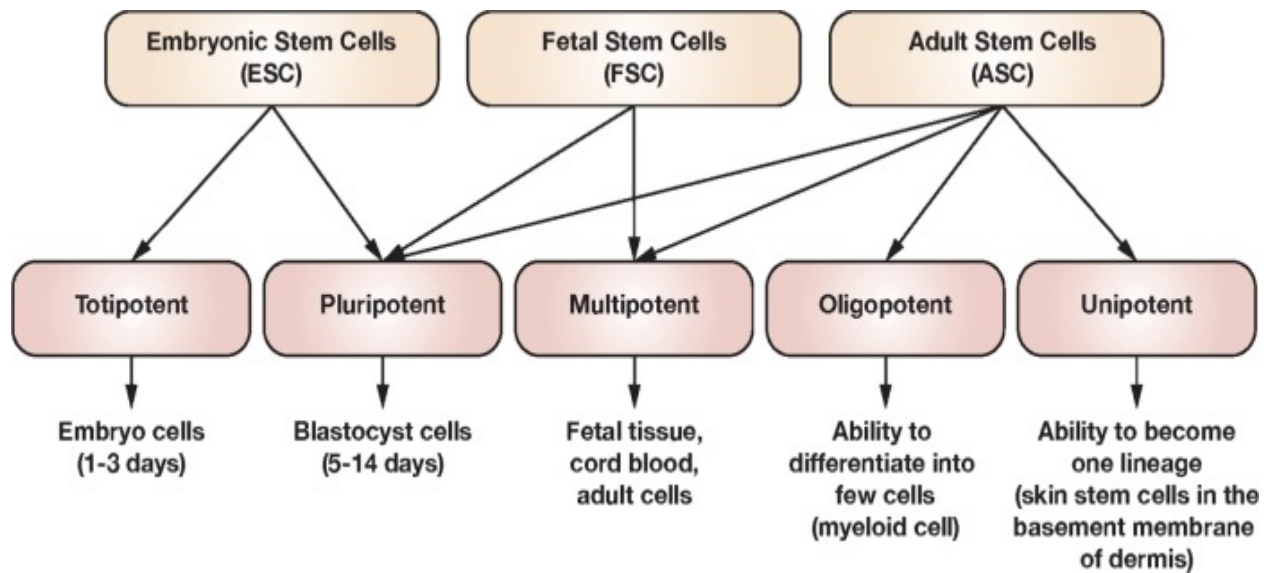 Embryonic Stem Cells
(ESC)
Fetal Stem Cells
(FSC)
Adult Stem Cells
(ASC)
Totipotent
Pluripotent
Multipotent
Oligopotent
Unipotent
Embryo cells
(1-3 days)
Blastocyst cells
(5-14 days)
Fetal tissue,
cord blood,
adult cells
Ability to
differentiate into
few cells
(myeloid cell)
Ability to become
one lineage
(skin stem cells in the
basement membrane
of dermis)